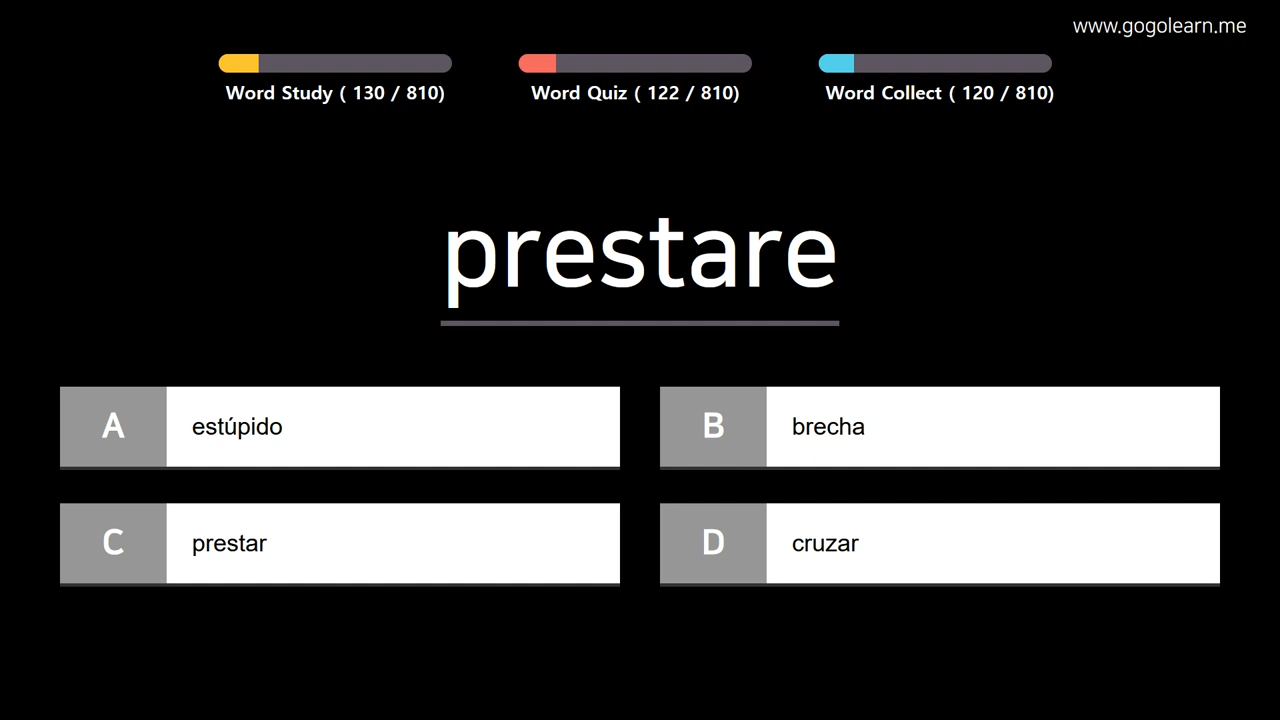 www.gogolearn.me
Word Study ( 130 / 810)
Word Quiz ( 122 / 810)
Word Collect ( 120 / 810)
prestare
A estúpido
B brecha
C prestar
D cruzar